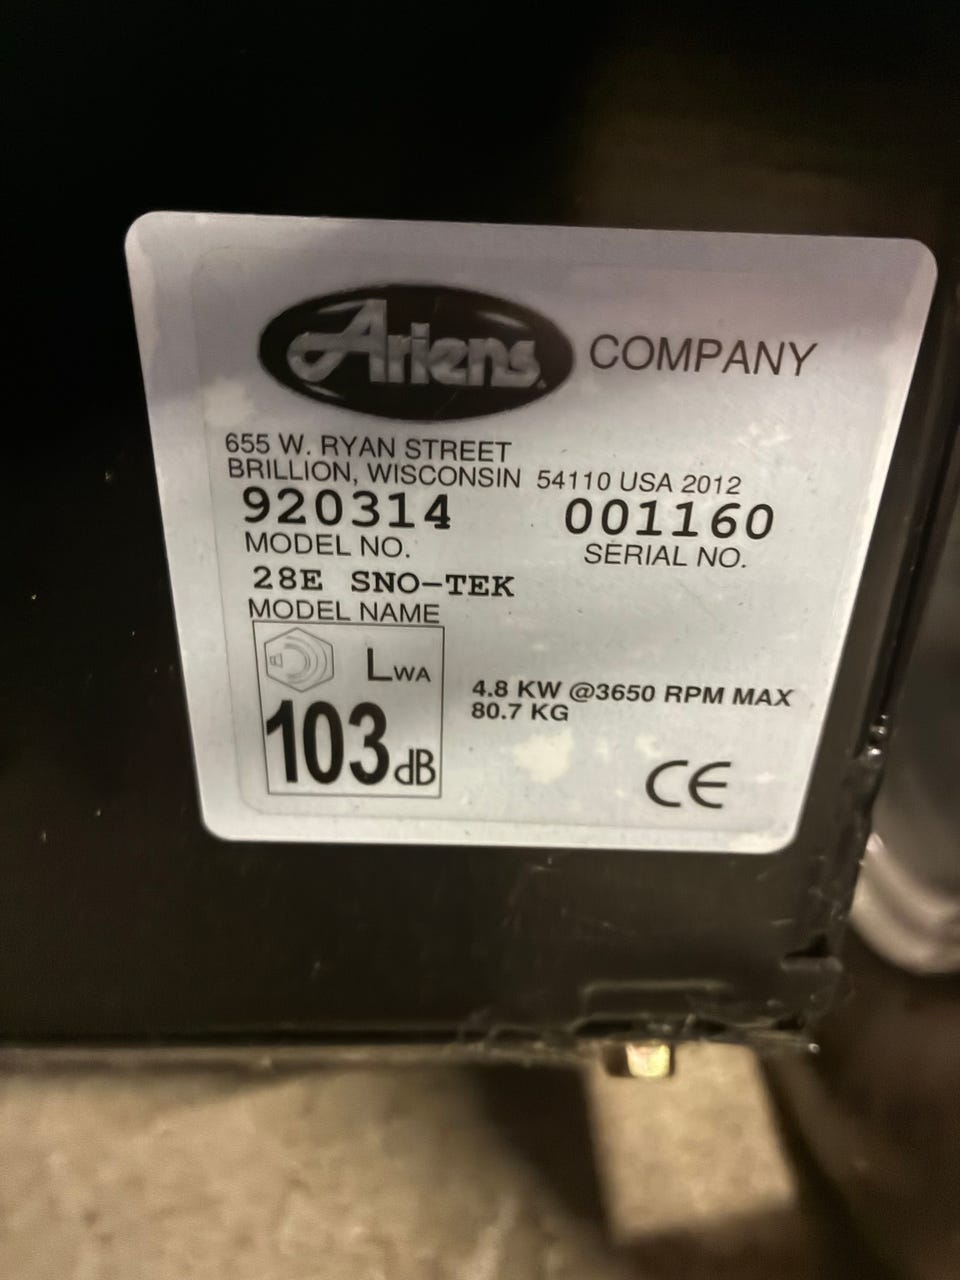 Ariens COMPANY
655 W. RYAN STREET
BRILLION, WISCONSIN 54110 USA 2012
920314 001160
MODEL NO. SERIAL NO.
28E SNO-TEK
MODEL NAME
LWA
4.8 KW @3650 RPM MAX
80.7 KG
103dB
CE